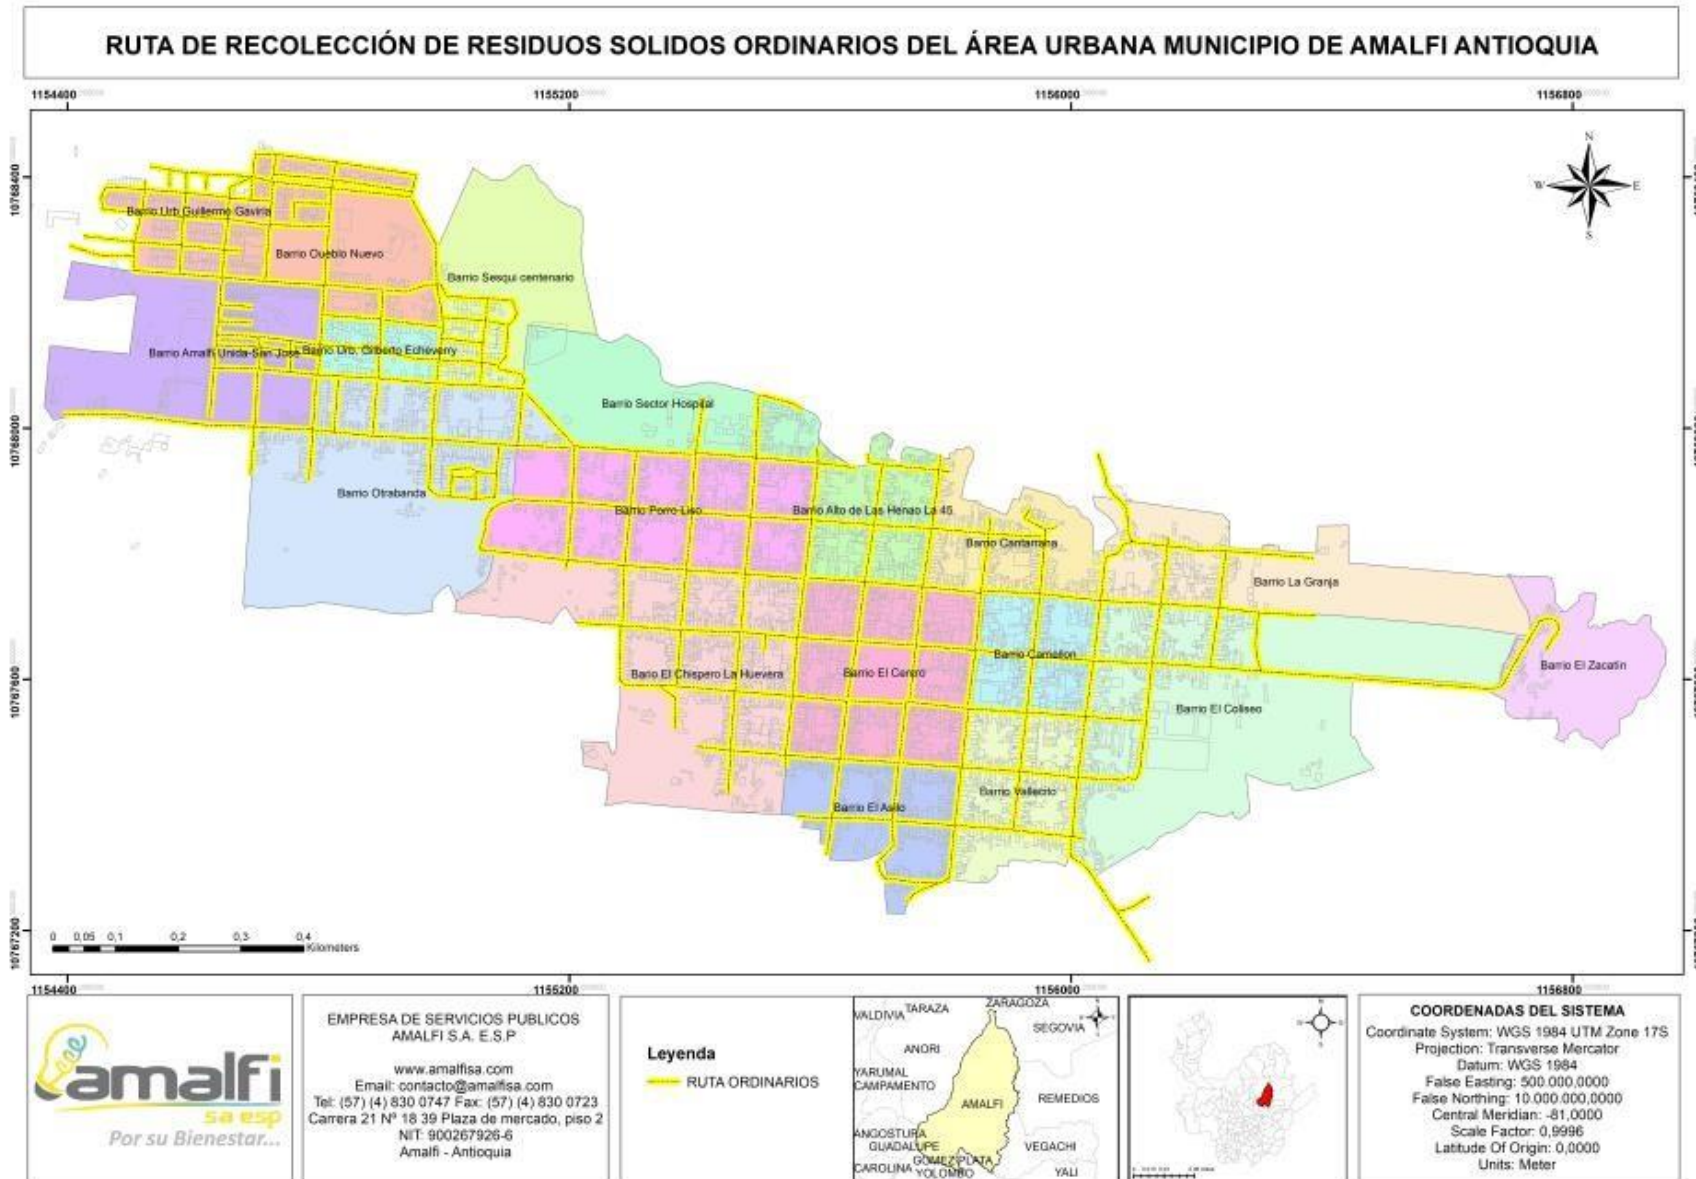 RUTA DE RECOLECCIÓN DE RESIDUOS SOLIDOS ORDINARIOS DEL ÁREA URBANA MUNICIPIO DE AMALFI ANTIOQUIA
1154400 1155200 1156000 1156800
10768400
10768000
10767600
10767200
N
W E
S
Barrio Urb Guillermo Gaviria
Barrio Oueblo Nuevo
Barrio Sesqui centenario
Barrio Amalfi Unida-San Jose
Barrio Urb. Gilberto Echeverry
Barrio Sector Hospital
Barrio Otrabanda
Barrio Porro Liso
Barrio Alto de Las Henao La 45
Barrio Cantarrana
Barrio La Granja
Barrio Camellon
Barrio El Zacatin
Bario El Chispero La Huevera
Barrio El Cerero
Barrio El Coliseo
Barrio El Asilo
Barrio Vallecito
0 0,05 0,1 0,2 0,3 0,4
Kilometers
1154400 1155200 1156000 1156800
amalfi
sa esp
Por su Bienestar...
EMPRESA DE SERVICIOS PUBLICOS
AMALFI S.A. E.S.P
www.amalfisa.com
Email: contacto@amalfisa.com
Tel: (57) (4) 830 0747 Fax: (57) (4) 830 0723
Carrera 21 Nº 18 39 Plaza de mercado, piso 2
NIT: 900267926-6
Amalfi - Antioquia
Leyenda
RUTA ORDINARIOS
VALDIVIA
TARAZA
ZARAGOZA
SEGOVIA
ANORI
YARUMAL
CAMPAMENTO
REMEDIOS
AMALFI
ANGOSTURA
GUADALUPE
VEGACHI
GOMEZ PLATA
CAROLINA
YOLOMBO
YALI
COORDENADAS DEL SISTEMA
Coordinate System: WGS 1984 UTM Zone 17S
Projection: Transverse Mercator
Datum: WGS 1984
False Easting: 500.000,0000
False Northing: 10.000.000,0000
Central Meridian: -81,0000
Scale Factor: 0,9996
Latitude Of Origin: 0,0000
Units: Meter